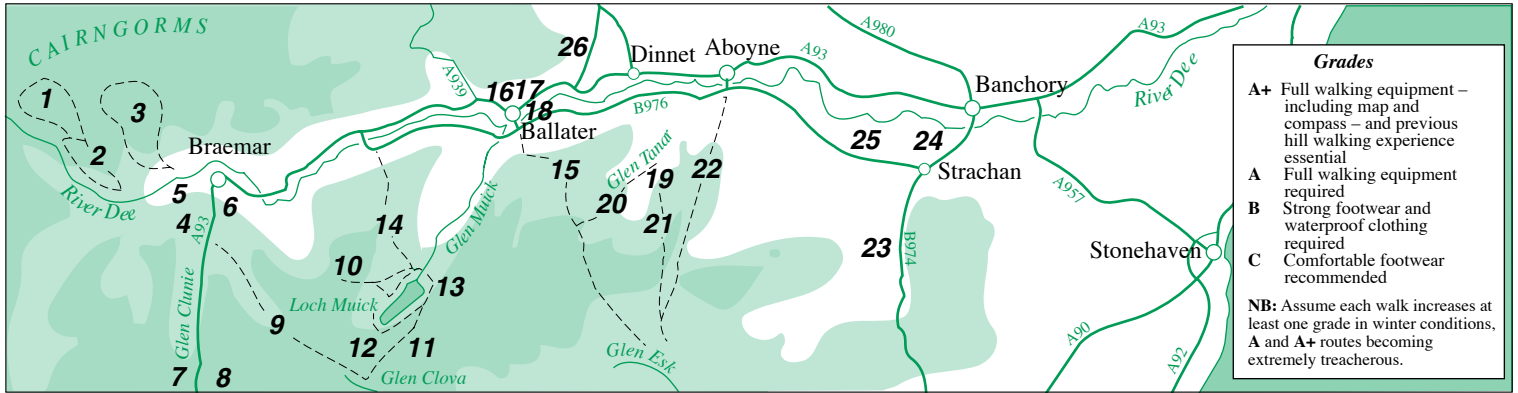 CAIRNGORMS
1
2
3
A939
16
17
18
26
Dinnet
Aboyne
A93
A980
Banchory
A93
River Dee
Ballater
B976
Braemar
River Dee
5
4
6
A93
Glen Clunie
7
8
9
14
10
Glen Muick
Loch Muick
13
12
11
Glen Clova
15
Glen Tanar
19
20
21
22
Glen Esk
25
24
Strachan
23
B974
A957
Stonehaven
A90
A92
Grades
A+ Full walking equipment –
including map and
compass – and previous
hill walking experience
essential
A Full walking equipment
required
B Strong footwear and
waterproof clothing
required
C Comfortable footwear
recommended
NB: Assume each walk increases at
least one grade in winter conditions,
A and A+ routes becoming
extremely treacherous.